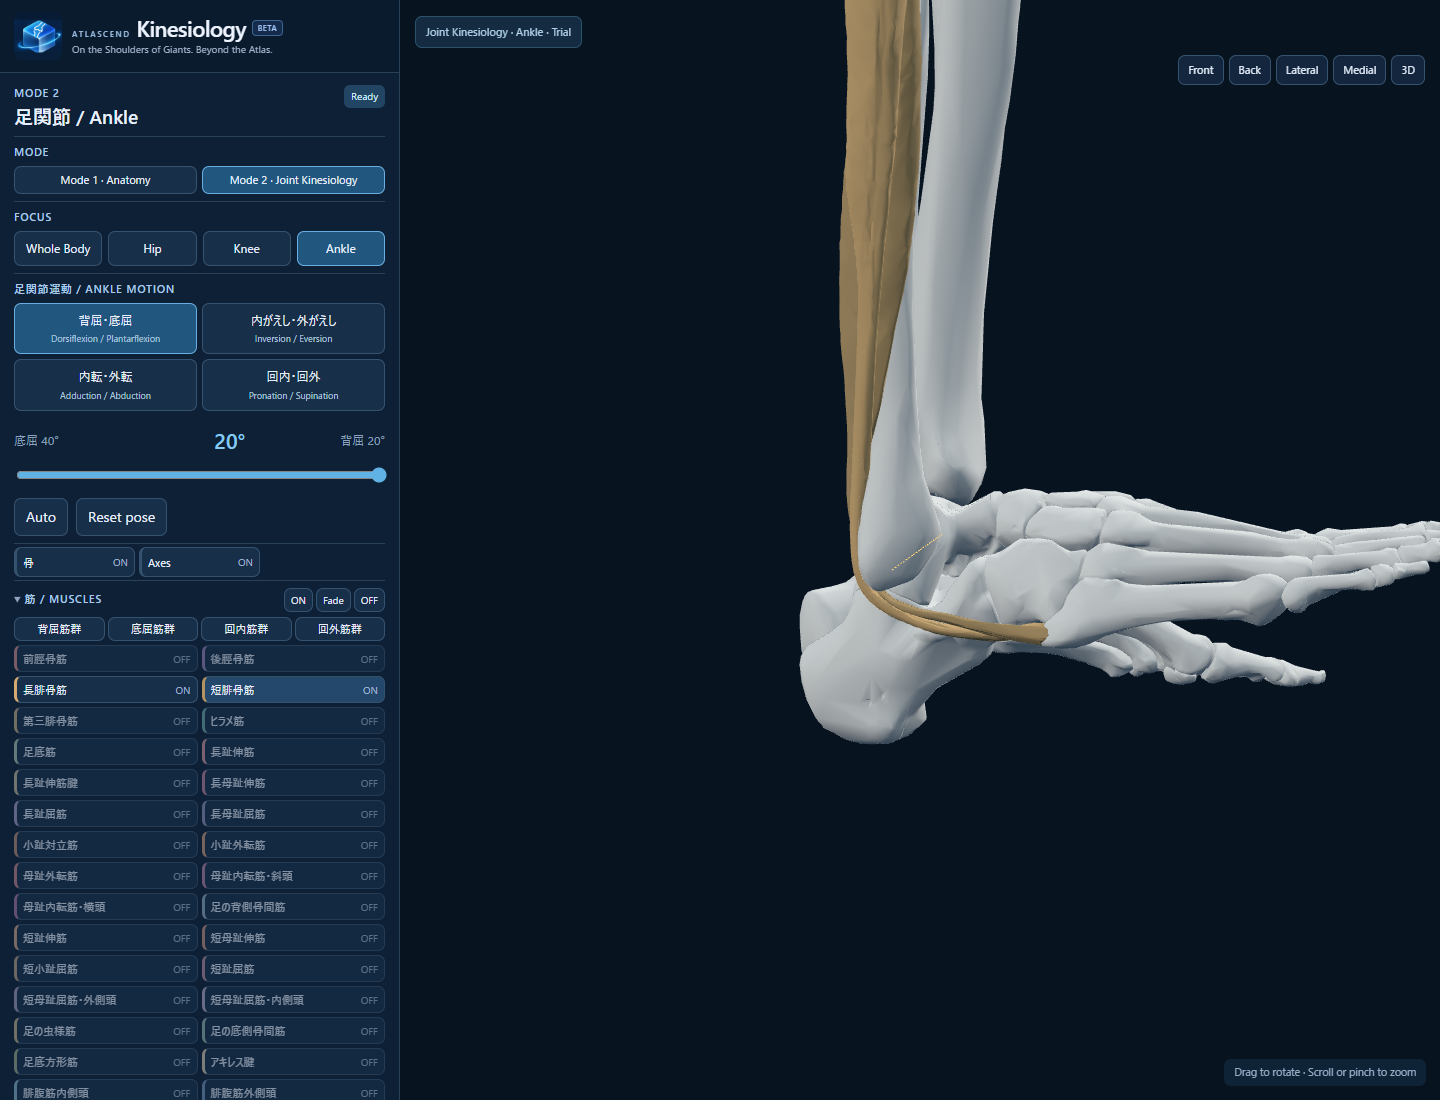 ATLASCEND Kinesiology BETA
On the Shoulders of Giants. Beyond the Atlas.
MODE 2
足関節 / Ankle
Ready
MODE
Mode 1 · Anatomy
Mode 2 · Joint Kinesiology
FOCUS
Whole Body
Hip
Knee
Ankle
足関節運動 / ANKLE MOTION
背屈・底屈
Dorsiflexion / Plantarflexion
内がえし・外がえし
Inversion / Eversion
内転・外転
Adduction / Abduction
回内・回外
Pronation / Supination
底屈 40°
20°
背屈 20°
Auto
Reset pose
骨 ON
Axes ON
▼ 筋 / MUSCLES
ON
Fade
OFF
背屈筋群
底屈筋群
回内筋群
回外筋群
前脛骨筋 OFF
後脛骨筋 OFF
長腓骨筋 ON
短腓骨筋 ON
第三腓骨筋 OFF
ヒラメ筋 OFF
足底筋 OFF
長趾伸筋 OFF
長趾伸筋腱 OFF
長母趾伸筋 OFF
長趾屈筋 OFF
長母趾屈筋 OFF
小趾対立筋 OFF
小趾外転筋 OFF
母趾外転筋 OFF
母趾内転筋・斜頭 OFF
母趾内転筋・横頭 OFF
足の背側骨間筋 OFF
短趾伸筋 OFF
短母趾伸筋 OFF
短小趾屈筋 OFF
短趾屈筋 OFF
短母趾屈筋・外側頭 OFF
短母趾屈筋・内側頭 OFF
足の虫様筋 OFF
足の底側骨間筋 OFF
足底方形筋 OFF
アキレス腱 OFF
腓腹筋内側頭 OFF
腓腹筋外側頭 OFF
Joint Kinesiology · Ankle · Trial
Front
Back
Lateral
Medial
3D
Drag to rotate · Scroll or pinch to zoom